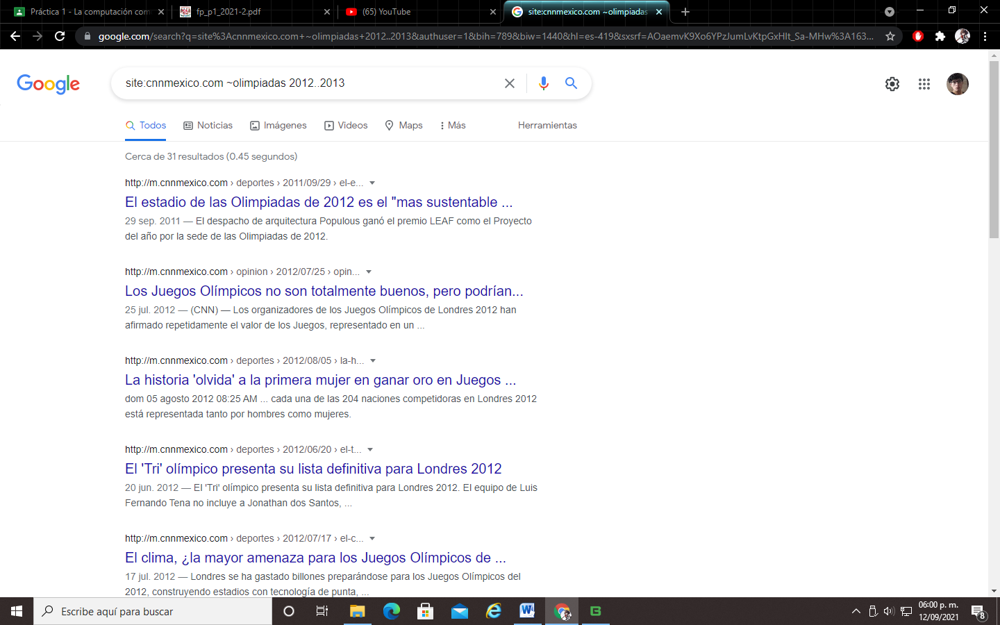 Práctica 1 - La computación com
fp_p1_2021-2.pdf
(65) YouTube
site:cnnmexico.com ~olimpiadas
google.com/search?q=site%3Acnnmexico.com+~olimpiadas+2012..2013&authuser=1&bih=789&biw=1440&hl=es-419&sxsrf=AOaemvK9Xo6YPzJumLvKtpGxHIt_Sa-MHw%3A163...
Google
site:cnnmexico.com ~olimpiadas 2012..2013
Todos
Noticias
Imágenes
Videos
Maps
Más
Herramientas
Cerca de 31 resultados (0.45 segundos)
http://m.cnnmexico.com › deportes › 2011/09/29 › el-e...
El estadio de las Olimpiadas de 2012 es el "mas sustentable ...
29 sep. 2011 — El despacho de arquitectura Populous ganó el premio LEAF como el Proyecto
del año por la sede de las Olimpiadas de 2012.
http://m.cnnmexico.com › opinion › 2012/07/25 › opin...
Los Juegos Olímpicos no son totalmente buenos, pero podrían...
25 jul. 2012 — (CNN) — Los organizadores de los Juegos Olímpicos de Londres 2012 han
afirmado repetidamente el valor de los Juegos, representado en un ...
http://m.cnnmexico.com › deportes › 2012/08/05 › la-h...
La historia 'olvida' a la primera mujer en ganar oro en Juegos ...
dom 05 agosto 2012 08:25 AM ... cada una de las 204 naciones competidoras en Londres 2012
está representada tanto por hombres como mujeres.
http://m.cnnmexico.com › deportes › 2012/06/20 › el-t...
El 'Tri' olímpico presenta su lista definitiva para Londres 2012
20 jun. 2012 — El 'Tri' olímpico presenta su lista definitiva para Londres 2012. El equipo de Luis
Fernando Tena no incluye a Jonathan dos Santos, ...
http://m.cnnmexico.com › deportes › 2012/07/17 › el-c...
El clima, ¿la mayor amenaza para los Juegos Olímpicos de ...
17 jul. 2012 — Londres se ha gastado billones preparándose para los Juegos Olímpicos del
2012, construyendo estadios con tecnología de punta, ...
Escribe aquí para buscar
06:00 p. m.
12/09/2021
8